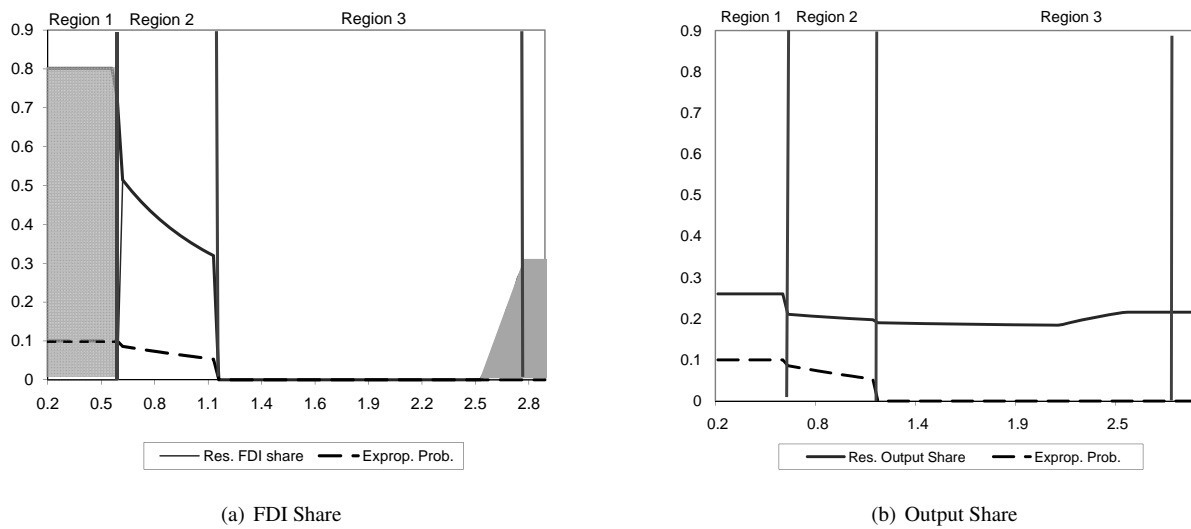 Region 1 Region 2 Region 3
0.9
0.8
0.7
0.6
0.5
0.4
0.3
0.2
0.1
0
0.2 0.5 0.8 1.1 1.3 1.6 1.9 2.2 2.5 2.8
Res. FDI share Exprop. Prob.
(a) FDI Share
Region 1 Region 2 Region 3
0.9
0.8
0.7
0.6
0.5
0.4
0.3
0.2
0.1
0
0.2 0.8 1.4 1.9 2.5
Res. Output Share Exprop. Prob.
(b) Output Share